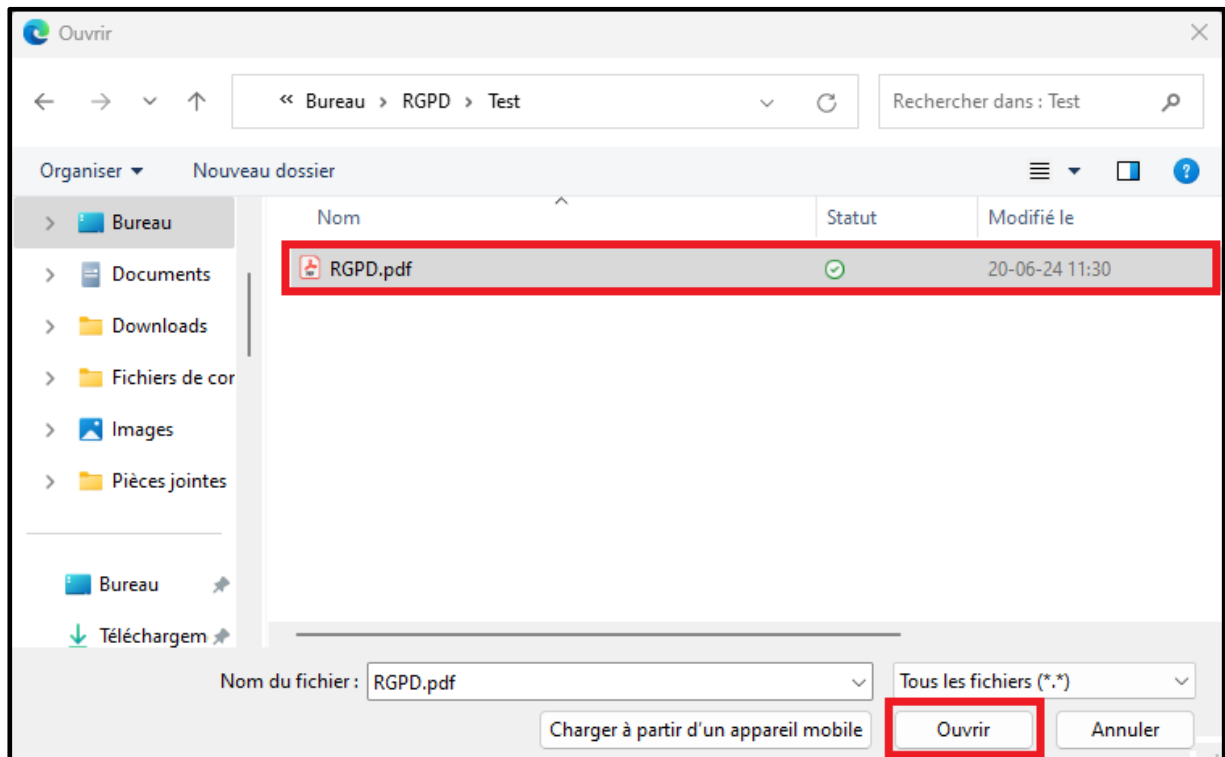 Ouvrir
« Bureau > RGPD > Test
Rechercher dans : Test
Organiser
Nouveau dossier
Nom
Statut
Modifié le
Bureau
RGPD.pdf
20-06-24 11:30
Documents
Downloads
Fichiers de cor
Images
Pièces jointes
Bureau
Téléchargem
Nom du fichier :
RGPD.pdf
Tous les fichiers (*.*)
Charger à partir d'un appareil mobile
Ouvrir
Annuler